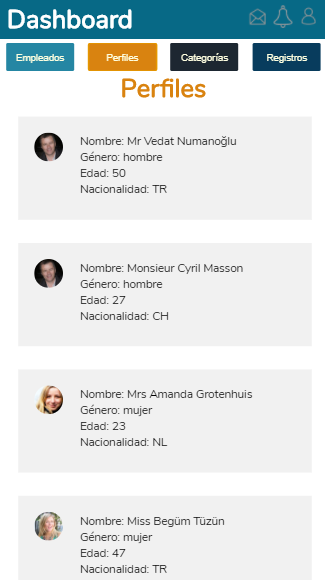 Dashboard
Empleados Perfiles Categorías Registros
Perfiles
Nombre: Mr Vedat Numanoğlu
Género: hombre
Edad: 50
Nacionalidad: TR
Nombre: Monsieur Cyril Masson
Género: hombre
Edad: 27
Nacionalidad: CH
Nombre: Mrs Amanda Grotenhuis
Género: mujer
Edad: 23
Nacionalidad: NL
Nombre: Miss Begüm Tüzün
Género: mujer
Edad: 47
Nacionalidad: TR